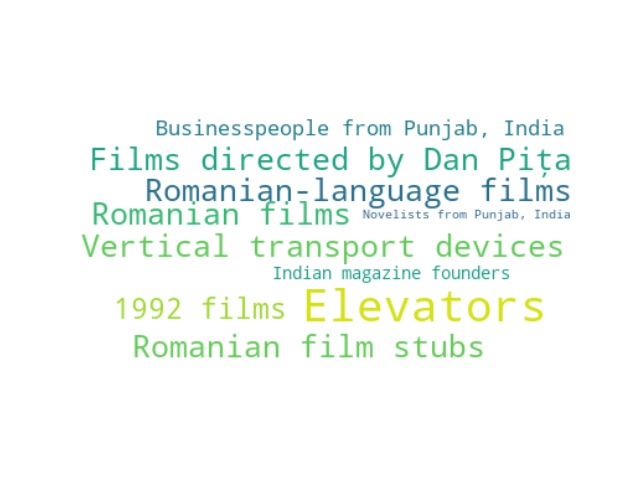 Businesspeople from Punjab, India
Films directed by Dan Pița
Romanian-language films
Romanian films
Novelists from Punjab, India
Vertical transport devices
Indian magazine founders
1992 films
Elevators
Romanian film stubs